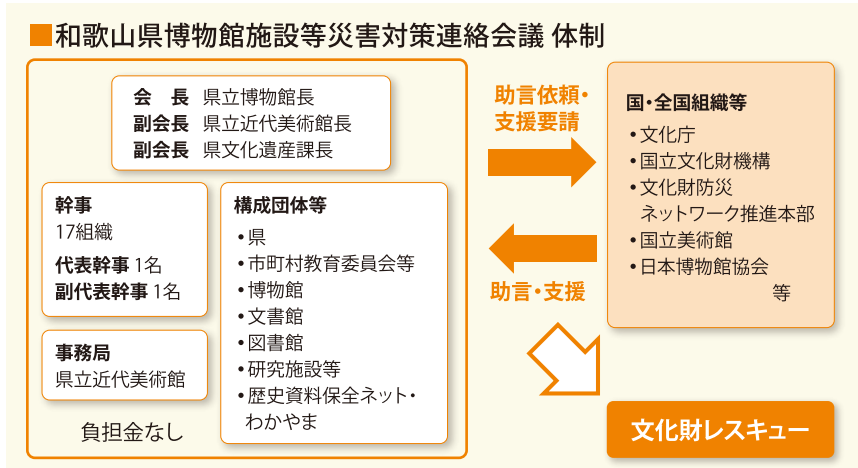 ■和歌山県博物館施設等災害対策連絡会議 体制
会　長 県立博物館長
副会長 県立近代美術館長
副会長 県文化遺産課長
幹事
17組織
代表幹事 1名
副代表幹事 1名
事務局
県立近代美術館
負担金なし
構成団体等
・県
・市町村教育委員会等
・博物館
・文書館
・図書館
・研究施設等
・歴史資料保全ネット・
わかやま
助言依頼・
支援要請
助言・支援
国・全国組織等
・文化庁
・国立文化財機構
・文化財防災
ネットワーク推進本部
・国立美術館
・日本博物館協会
等
文化財レスキュー